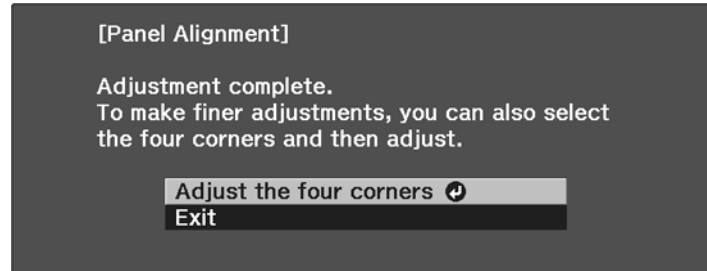 [Panel Alignment]
Adjustment complete.
To make finer adjustments, you can also select
the four corners and then adjust.
Adjust the four corners
Exit